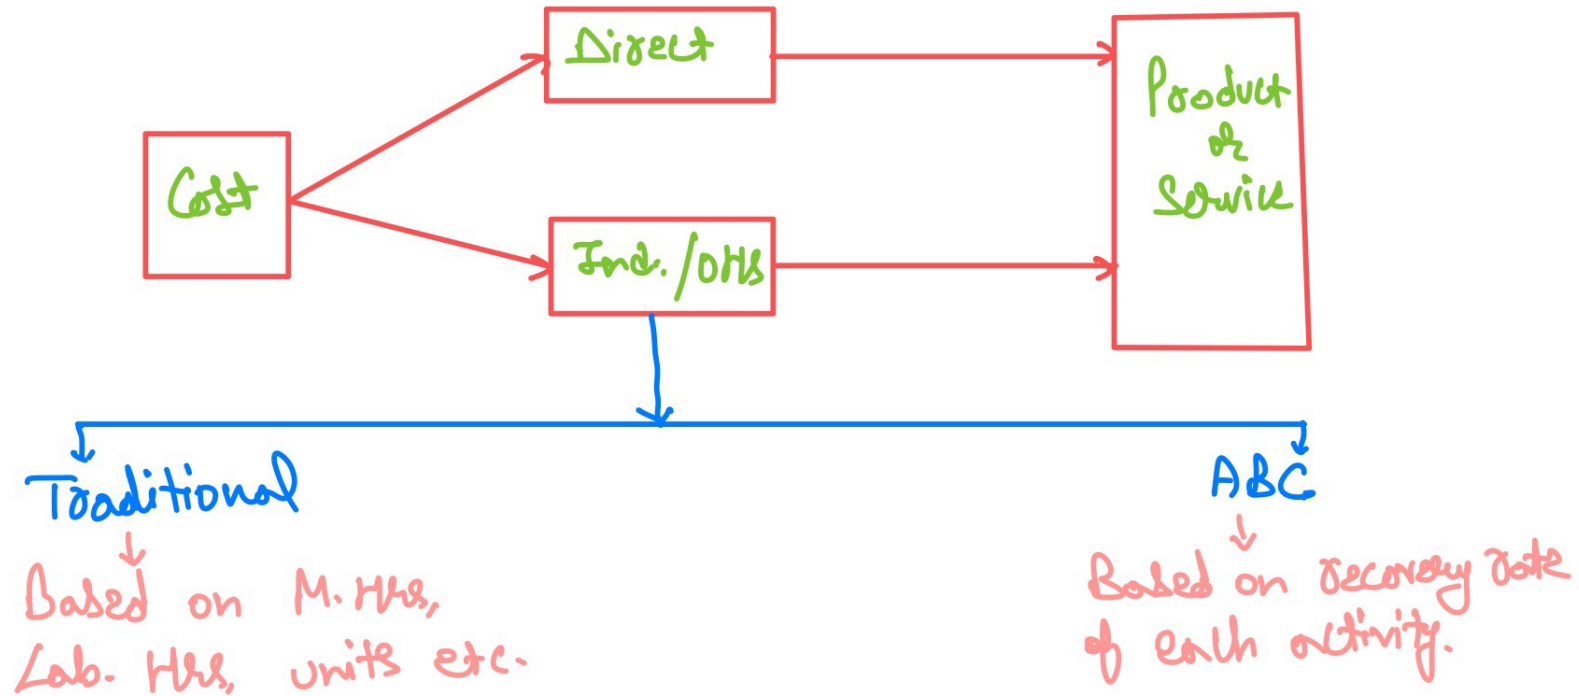 Direct
Product
or
Service
Cost
Ind./OHs
Traditional
ABC
Based on M. Hrs,
Lab. Hrs, units etc.
Based on recovery rate
of each activity.